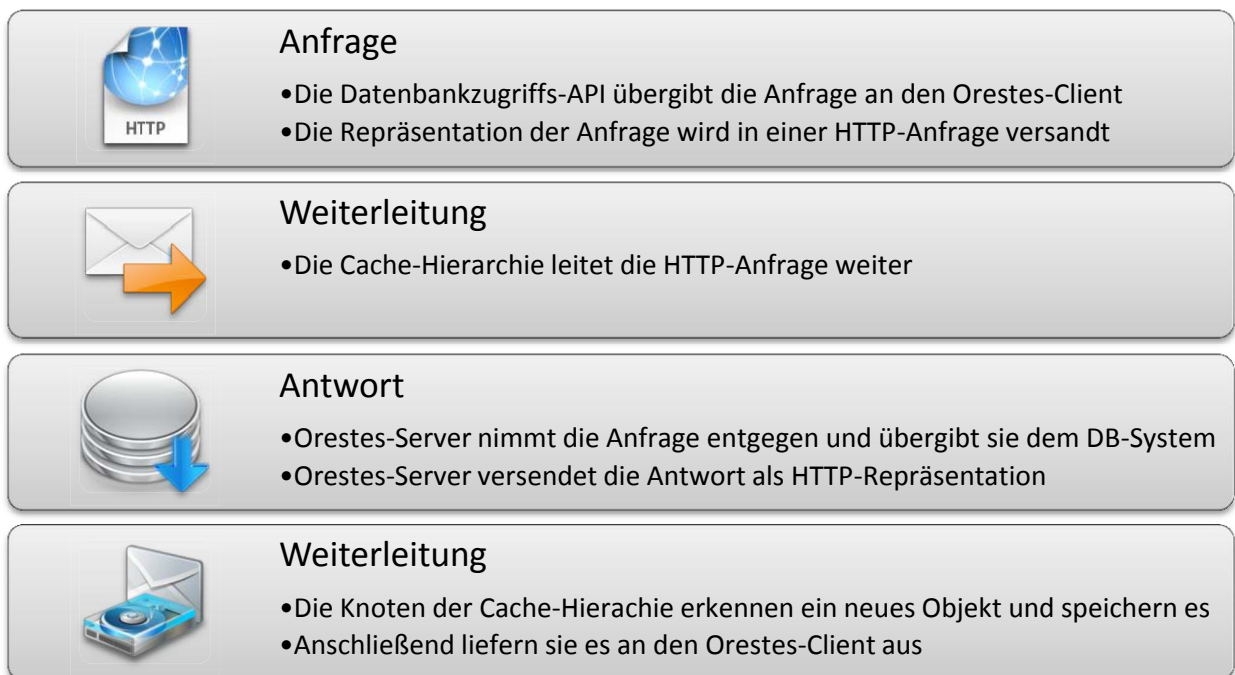 Anfrage
•Die Datenbankzugriffs-API übergibt die Anfrage an den Orestes-Client
HTTP
•Die Repräsentation der Anfrage wird in einer HTTP-Anfrage versandt
Weiterleitung
•Die Cache-Hierarchie leitet die HTTP-Anfrage weiter
Antwort
•Orestes-Server nimmt die Anfrage entgegen und übergibt sie dem DB-System
•Orestes-Server versendet die Antwort als HTTP-Repräsentation
Weiterleitung
•Die Knoten der Cache-Hierachie erkennen ein neues Objekt und speichern es
•Anschließend liefern sie es an den Orestes-Client aus